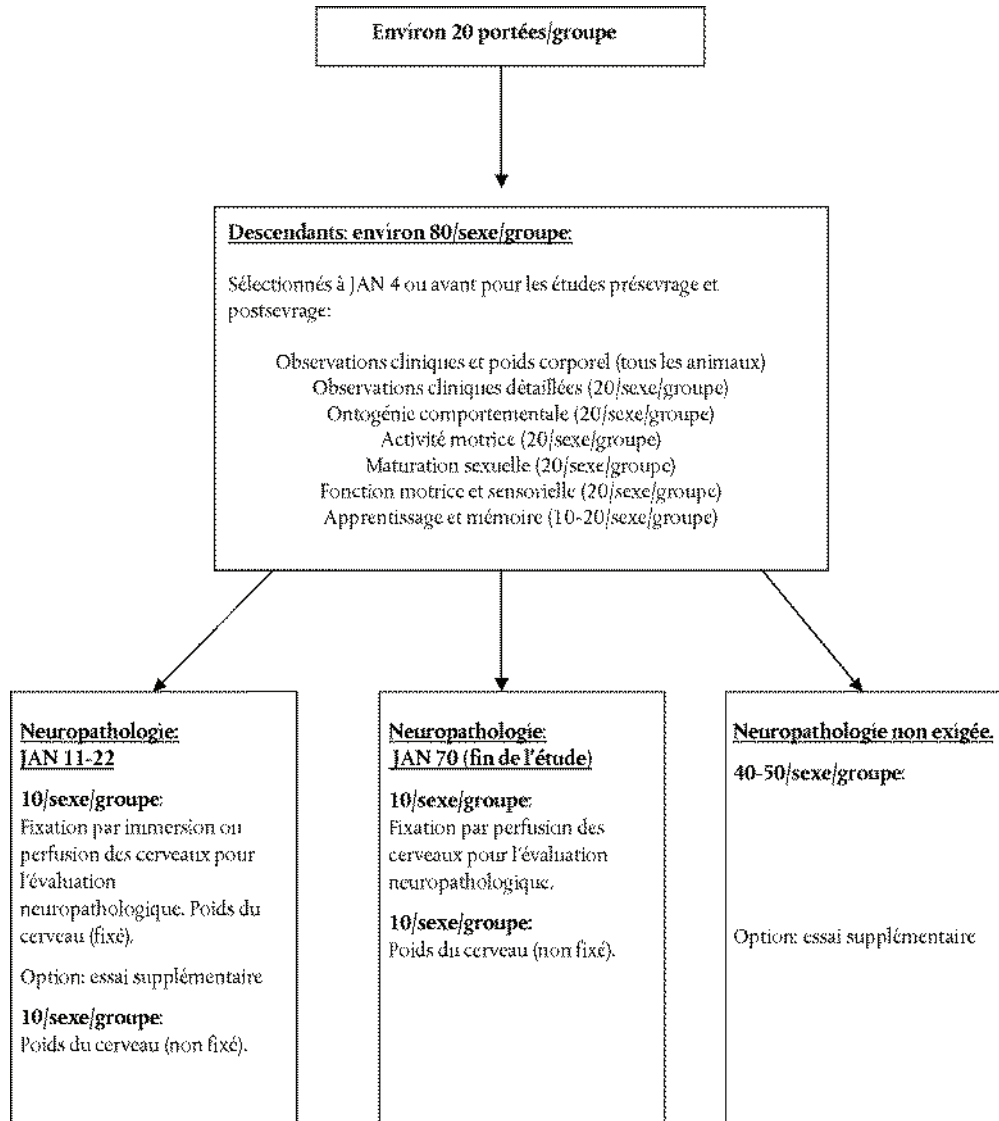 Environ 20 portées/groupe
Descendants: environ 80/sexe/groupe:
Sélectionnés à JAN 4 ou avant pour les études présevrage et
postsevrage:
Observations cliniques et poids corporel (tous les animaux)
Observations cliniques détaillées (20/sexe/groupe)
Ontogénie comportementale (20/sexe/groupe)
Activité motrice (20/sexe/groupe)
Maturation sexuelle (20/sexe/groupe)
Fonction motrice et sensorielle (20/sexe/groupe)
Apprentissage et mémoire (10-20/sexe/groupe)
Neuropathologie:
JAN 11-22
10/sexe/groupe:
Fixation par immersion ou
perfusion des cerveaux pour
l'évaluation
neuropathologique. Poids du
cerveau (fixé).
Option: essai supplémentaire
10/sexe/groupe:
Poids du cerveau (non fixé).
Neuropathologie:
JAN 70 (fin de l'étude)
10/sexe/groupe:
Fixation par perfusion des
cerveaux pour l'évaluation
neuropathologique.
10/sexe/groupe:
Poids du cerveau (non fixé).
Neuropathologie non exigée.
40-50/sexe/groupe:
Option: essai supplémentaire